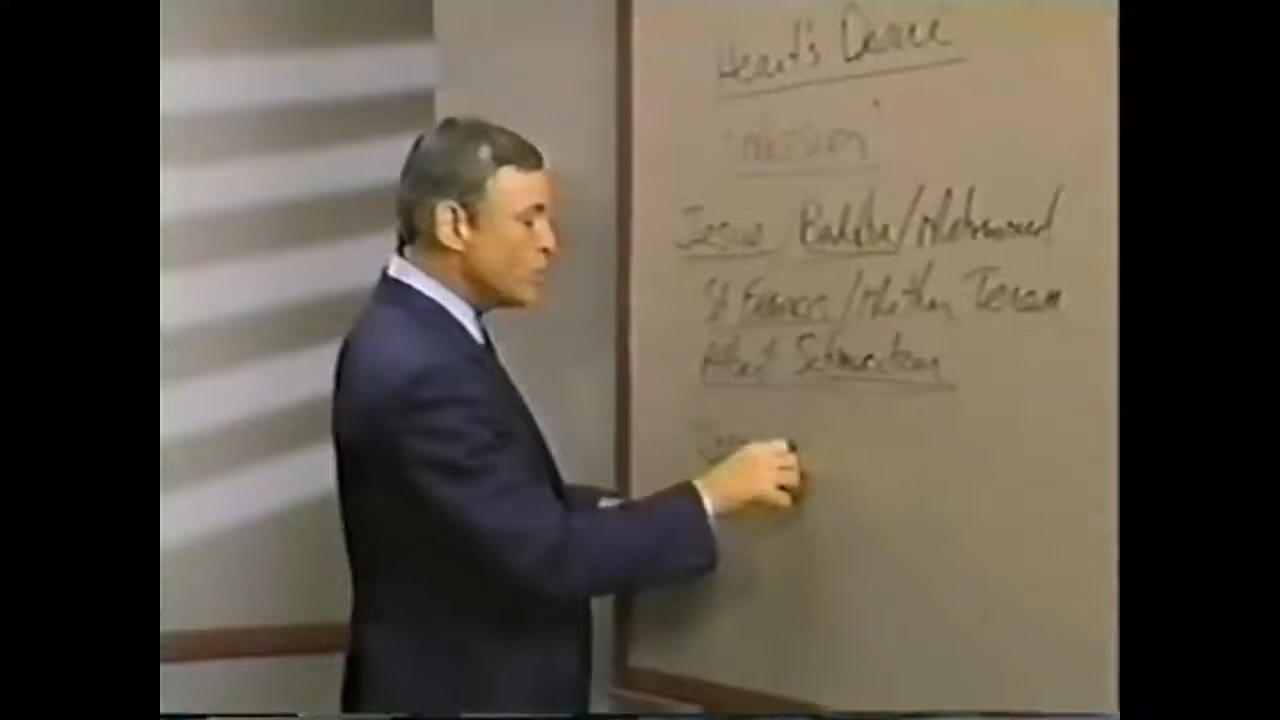 Heart's Desire
"Mission"
Jesus / Buddha / Mohammed
St Francis / Mother Teresa
Albert Schweitzer